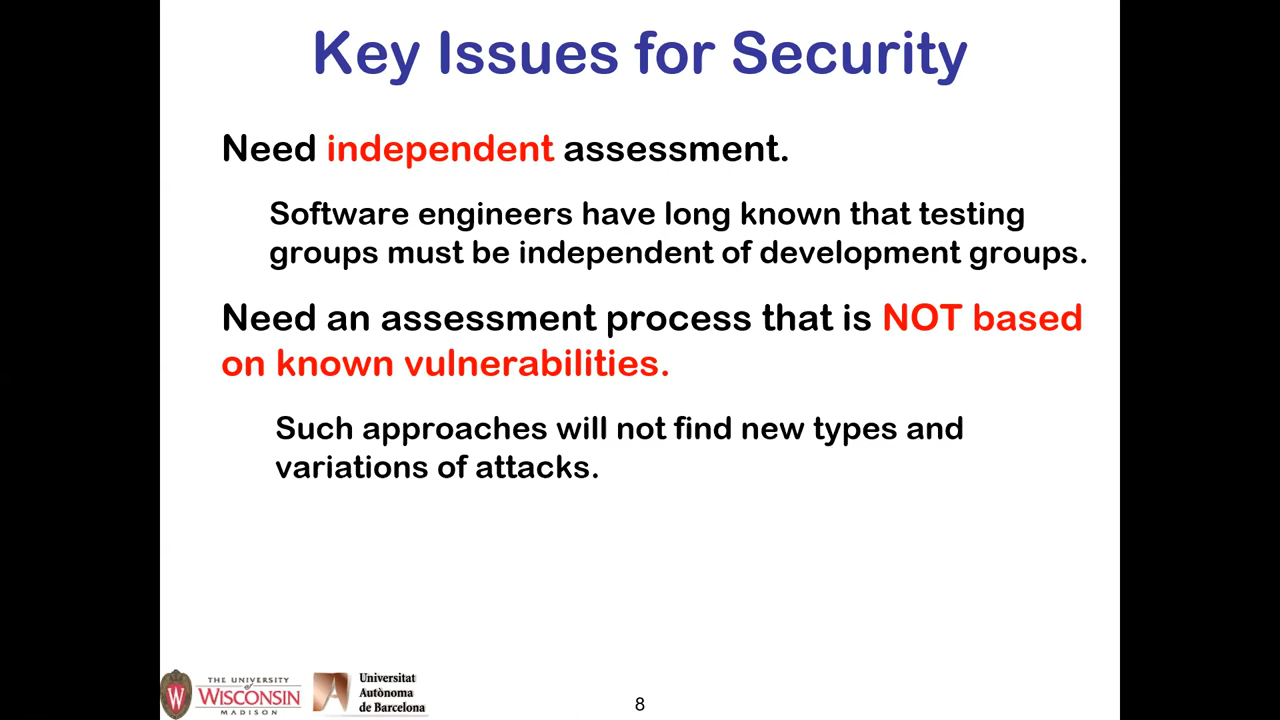 Key Issues for Security
Need independent assessment.
Software engineers have long known that testing
groups must be independent of development groups.
Need an assessment process that is NOT based
on known vulnerabilities.
Such approaches will not find new types and
variations of attacks.
W
THE UNIVERSITY
of
WISCONSIN
MADISON
Universitat
Autònoma
de Barcelona
8